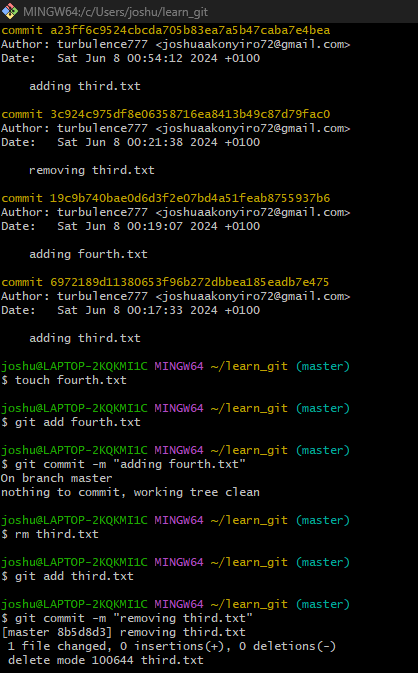 MINGW64:/c/Users/joshu/learn_git
commit a23ff6c9524cbcda705b83ea7a5b47caba7e4bea
Author: turbulence777 <joshuaakonyiro72@gmail.com>
Date:   Sat Jun 8 00:54:12 2024 +0100
    adding third.txt
commit 3c924c975df8e06358716ea8413b49c87d79fac0
Author: turbulence777 <joshuaakonyiro72@gmail.com>
Date:   Sat Jun 8 00:21:38 2024 +0100
    removing third.txt
commit 19c9b740bae0d6d3f2e07bd4a51feab8755937b6
Author: turbulence777 <joshuaakonyiro72@gmail.com>
Date:   Sat Jun 8 00:19:07 2024 +0100
    adding fourth.txt
commit 6972189d11380653f96b272dbbea185eadb7e475
Author: turbulence777 <joshuaakonyiro72@gmail.com>
Date:   Sat Jun 8 00:17:33 2024 +0100
    adding third.txt
joshu@LAPTOP-2KQKMI1C MINGW64 ~/learn_git (master)
$ touch fourth.txt
joshu@LAPTOP-2KQKMI1C MINGW64 ~/learn_git (master)
$ git add fourth.txt
joshu@LAPTOP-2KQKMI1C MINGW64 ~/learn_git (master)
$ git commit -m "adding fourth.txt"
On branch master
nothing to commit, working tree clean
joshu@LAPTOP-2KQKMI1C MINGW64 ~/learn_git (master)
$ rm third.txt
joshu@LAPTOP-2KQKMI1C MINGW64 ~/learn_git (master)
$ git add third.txt
joshu@LAPTOP-2KQKMI1C MINGW64 ~/learn_git (master)
$ git commit -m "removing third.txt"
[master 8b5d8d3] removing third.txt
 1 file changed, 0 insertions(+), 0 deletions(-)
 delete mode 100644 third.txt